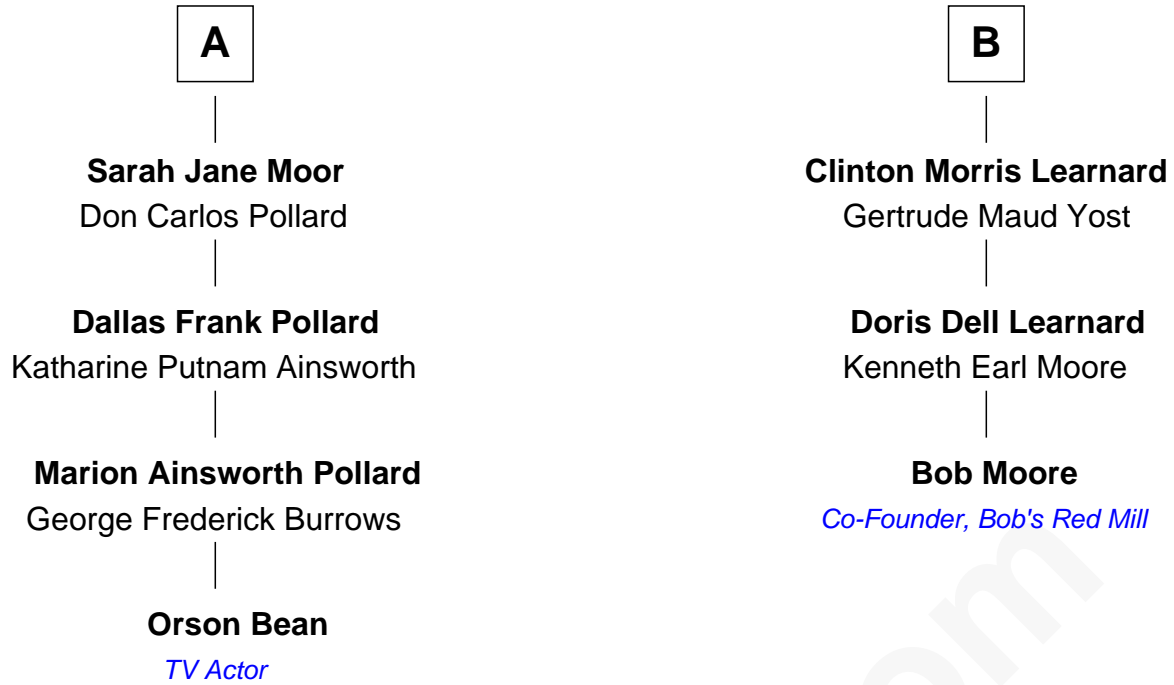 A
Sarah Jane Moor
Don Carlos Pollard
Dallas Frank Pollard
Katharine Putnam Ainsworth
Marion Ainsworth Pollard
George Frederick Burrows
Orson Bean
TV Actor
B
Clinton Morris Learnard
Gertrude Maud Yost
Doris Dell Learnard
Kenneth Earl Moore
Bob Moore
Co-Founder, Bob's Red Mill
om